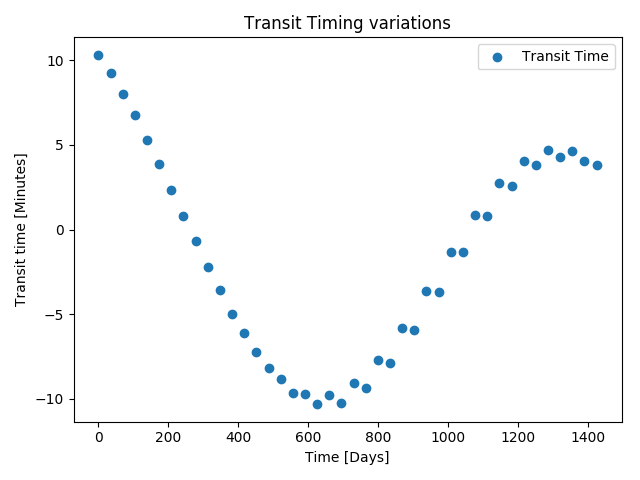 Transit Timing variations
Transit Time
Transit time [Minutes]
10
5
0
−5
−10
0 200 400 600 800 1000 1200 1400
Time [Days]